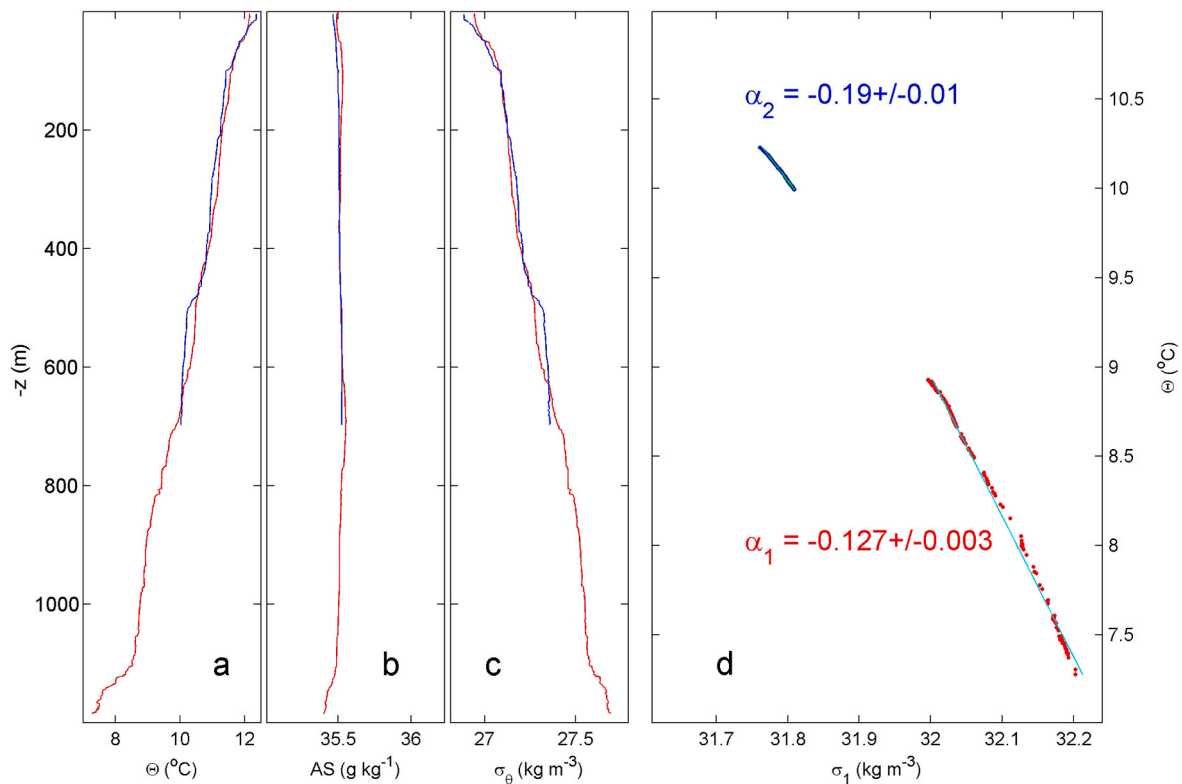 -z (m)
200
400
600
800
1000
a
8 10 12
Θ (°C)
b
35.5 36
AS (g kg⁻¹)
c
27 27.5
σ_θ (kg m⁻³)
α₂ = -0.19+/-0.01
α₁ = -0.127+/-0.003
d
31.7 31.8 31.9 32 32.1 32.2
σ₁ (kg m⁻³)
10.5
10
9.5
9
8.5
8
7.5
Θ (°C)